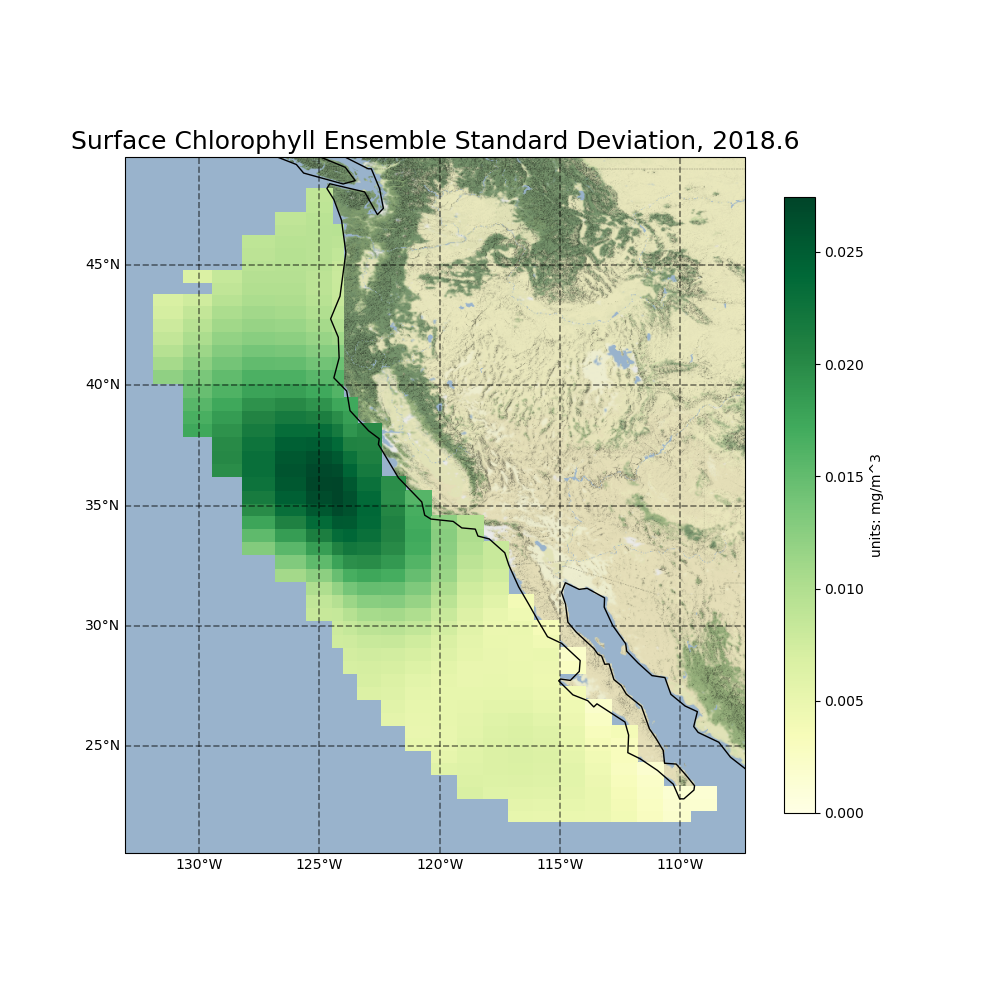 Surface Chlorophyll Ensemble Standard Deviation, 2018.6
45°N
40°N
35°N
30°N
25°N
130°W 125°W 120°W 115°W 110°W
0.025
0.020
0.015
0.010
0.005
0.000
units: mg/m^3